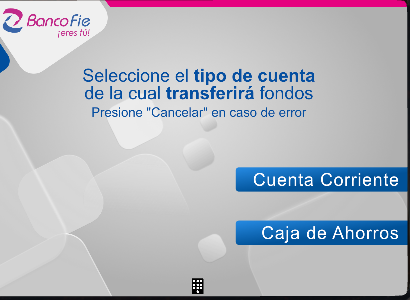 Banco Fie
¡eres tú!
Seleccione el tipo de cuenta
de la cual transferirá fondos
Presione "Cancelar" en caso de error
Cuenta Corriente
Caja de Ahorros